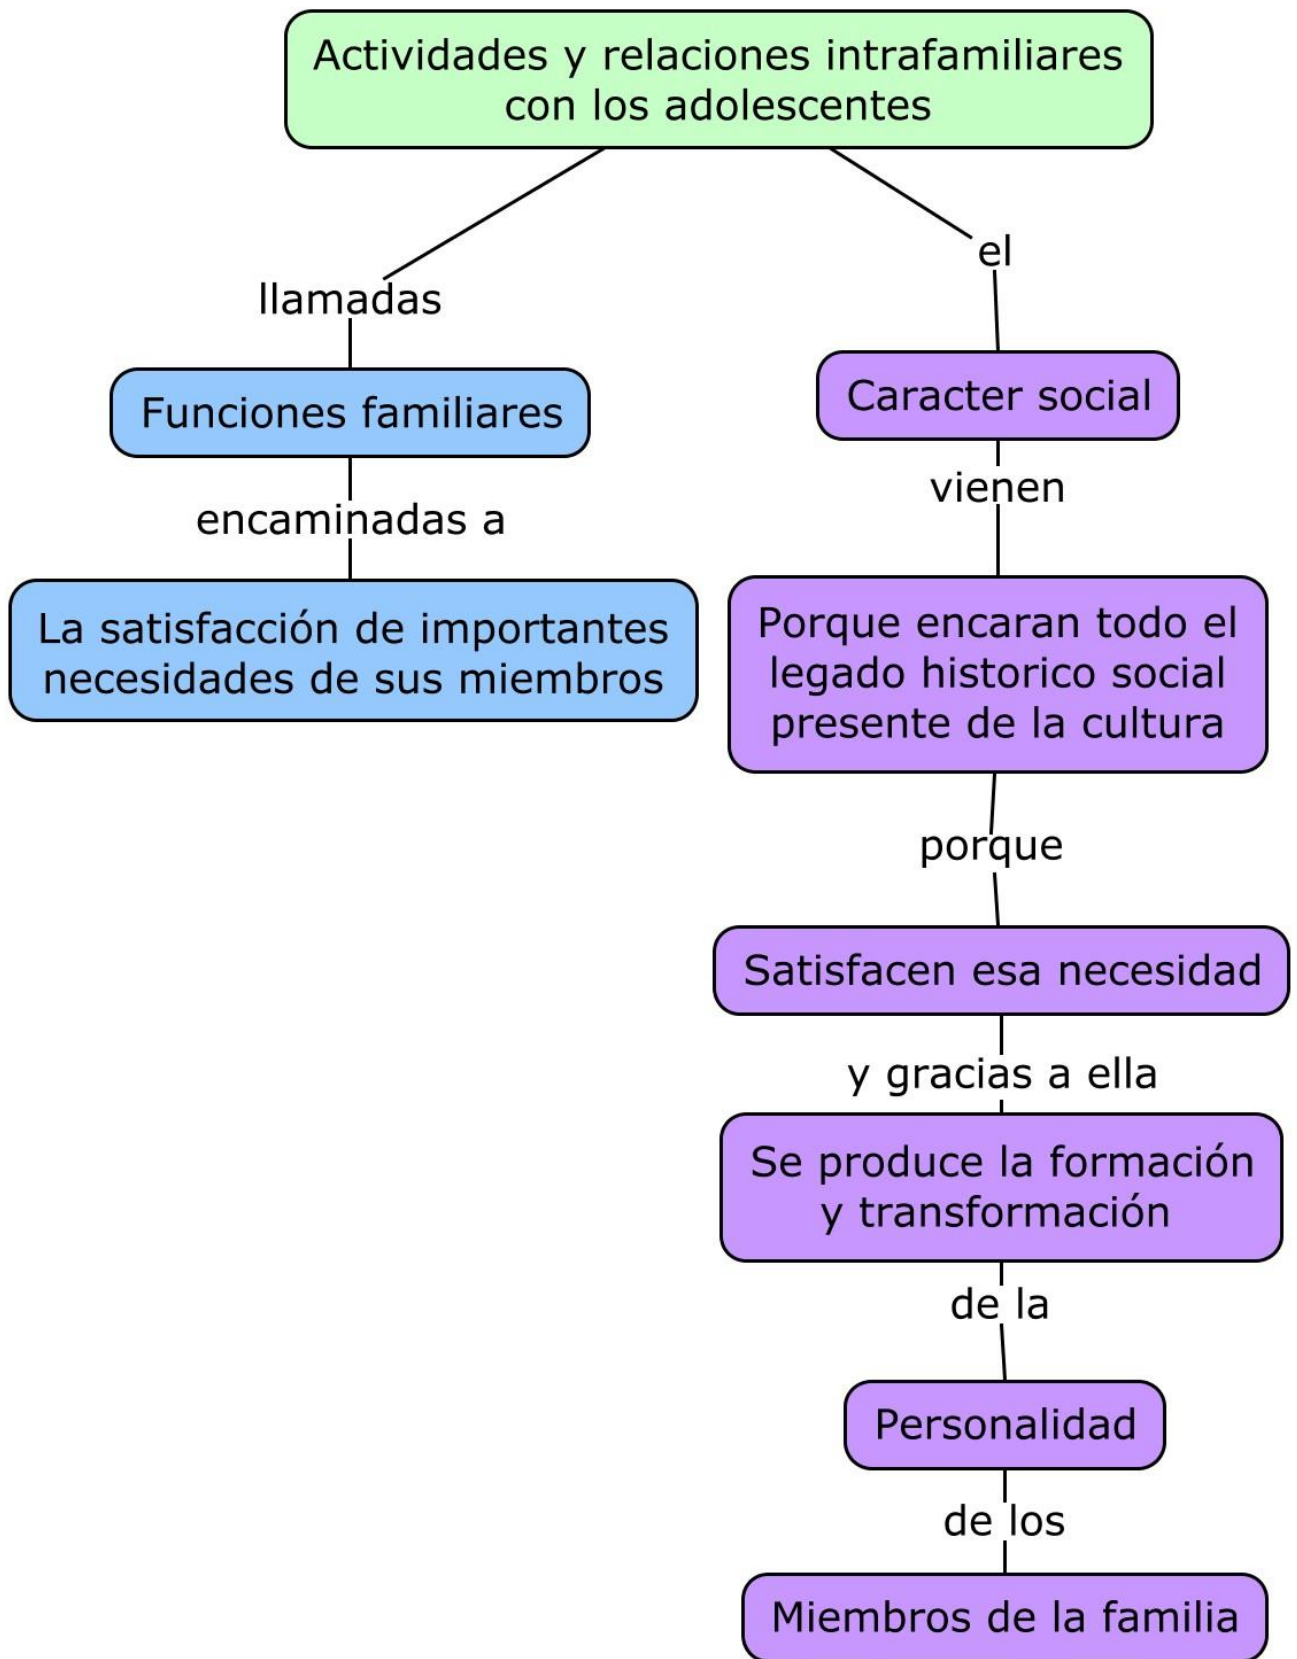 Actividades y relaciones intrafamiliares
con los adolescentes
llamadas
Funciones familiares
encaminadas a
La satisfacción de importantes
necesidades de sus miembros
el
Caracter social
vienen
Porque encaran todo el
legado historico social
presente de la cultura
porque
Satisfacen esa necesidad
y gracias a ella
Se produce la formación
y transformación
de la
Personalidad
de los
Miembros de la familia